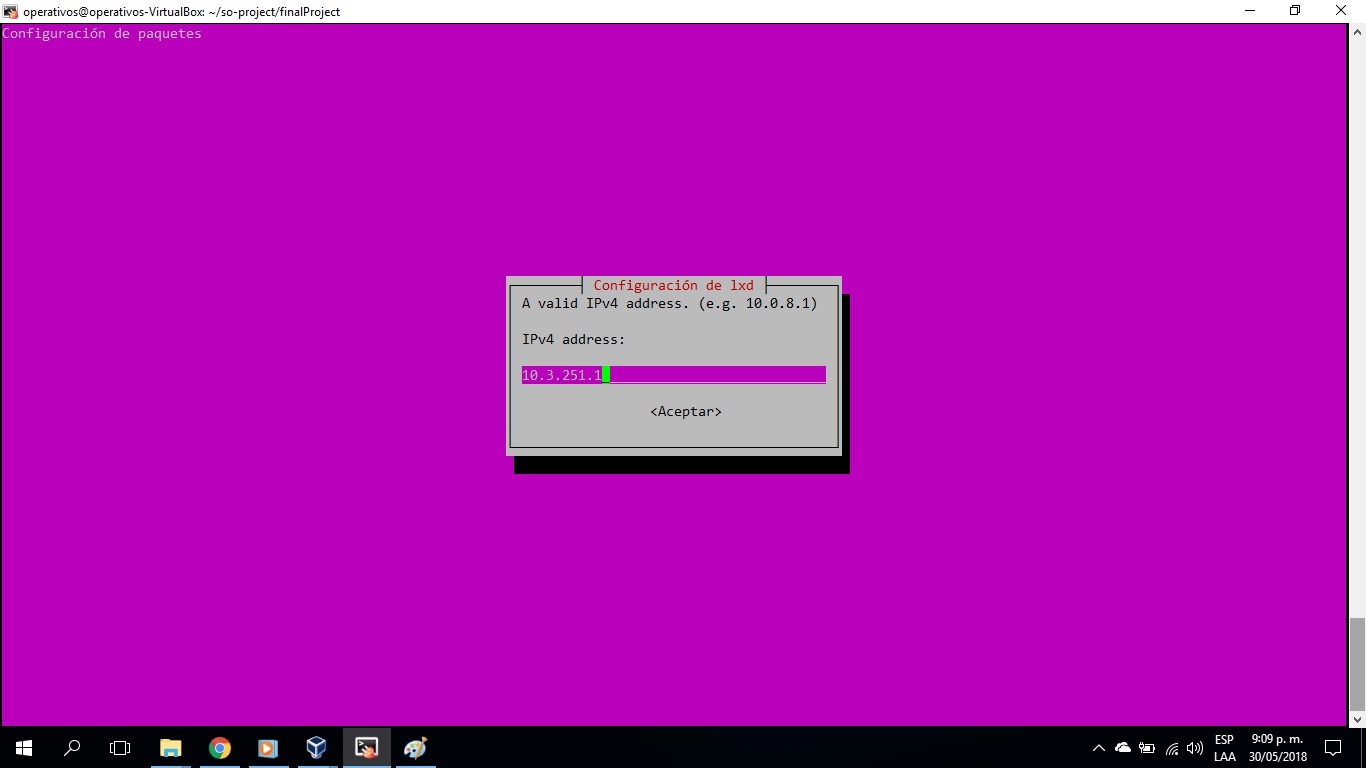 operativos@operativos-VirtualBox: ~/so-project/finalProject
Configuración de paquetes
Configuración de lxd
A valid IPv4 address. (e.g. 10.0.8.1)
IPv4 address:
10.3.251.1
<Aceptar>
ESP
LAA
9:09 p. m.
30/05/2018